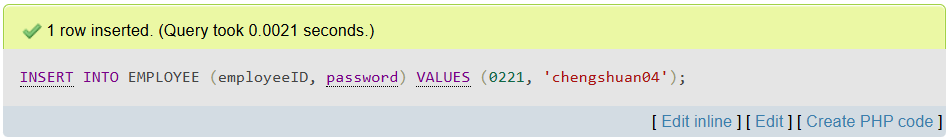 1 row inserted. (Query took 0.0021 seconds.)
INSERT INTO EMPLOYEE (employeeID, password) VALUES (0221, 'chengshuan04');
[ Edit inline ] [ Edit ] [ Create PHP code ]